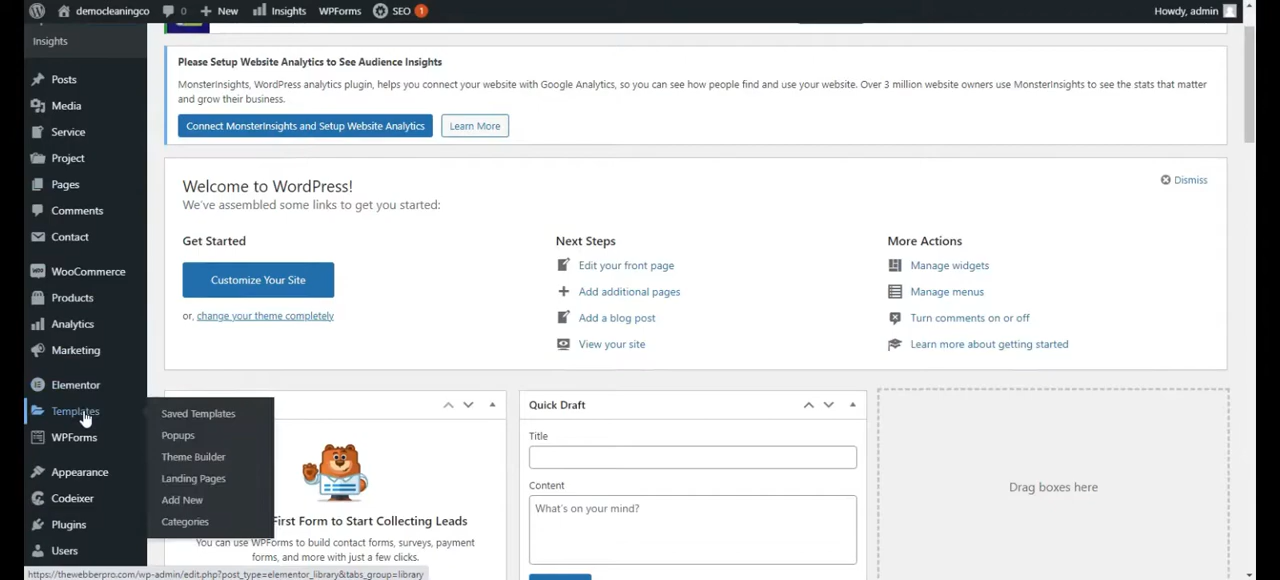 democleaningco 0 New Insights WPForms SEO 1 Howdy, admin
Insights
Posts
Media
Service
Project
Pages
Comments
Contact
WooCommerce
Products
Analytics
Marketing
Elementor
Templates
WPForms
Appearance
Codeixer
Plugins
Users
Saved Templates
Popups
Theme Builder
Landing Pages
Add New
Categories
Please Setup Website Analytics to See Audience Insights
MonsterInsights, WordPress analytics plugin, helps you connect your website with Google Analytics, so you can see how people find and use your website. Over 3 million website owners use MonsterInsights to see the stats that matter
and grow their business.
Connect MonsterInsights and Setup Website Analytics Learn More
Welcome to WordPress!
Dismiss
We've assembled some links to get you started:
Get Started
Customize Your Site
or, change your theme completely
Next Steps
Edit your front page
Add additional pages
Add a blog post
View your site
More Actions
Manage widgets
Manage menus
Turn comments on or off
Learn more about getting started
First Form to Start Collecting Leads
You can use WPForms to build contact forms, surveys, payment
forms, and more with just a few clicks.
Quick Draft
Title
Content
What's on your mind?
Drag boxes here
https://thewebberpro.com/wp-admin/edit.php?post_type=elementor_library&tabs_group=library